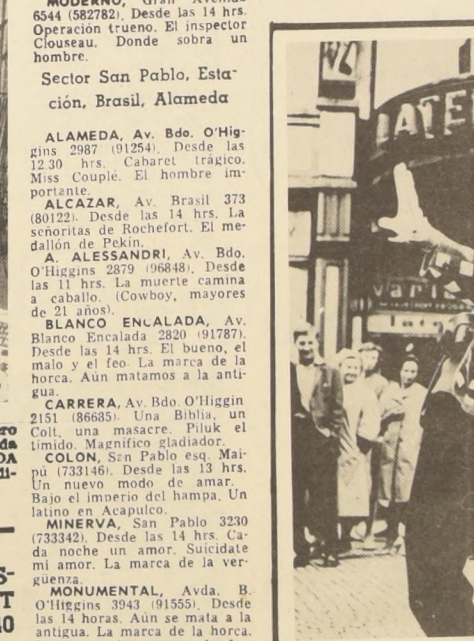 MODERNO, Gran Avenida
6544 (582782). Desde las 14 hrs.
Operación trueno. El inspector
Clouseau. Donde sobra un
hombre.
Sector San Pablo, Esta-
ción, Brasil, Alameda
ALAMEDA, Av. Bdo. O'Hig-
gins 2987 (91254). Desde las
12.30 hrs. Cabaret trágico.
Miss Couplé. El hombre im-
portante.
ALCAZAR, Av. Brasil 373
(80122). Desde las 14 hrs. La
señoritas de Rochefort. El me-
dallón de Pekín.
A. ALESSANDRI, Av. Bdo.
O'Higgins 2879 (96848). Desde
las 11 hrs. La muerte camina
a caballo. (Cowboy, mayores
de 21 años).
BLANCO ENCALADA, Av.
Blanco Encalada 2820 (91787).
Desde las 14 hrs. El bueno, el
malo y el feo. La marca de la
horca. Aún matamos a la anti-
gua.
CARRERA, Av. Bdo. O'Higgin
2151 (86685). Una Biblia, un
Colt, una masacre. Piluk el
tímido. Magnífico gladiador.
COLON, San Pablo esq. Mai-
pú (733146). Desde las 13 hrs.
Un nuevo modo de amar.
Bajo el imperio del hampa. Un
latino en Acapulco.
MINERVA, San Pablo 3230
(733342). Desde las 14 hrs. Ca-
da noche un amor. Suicídate
mi amor. La marca de la ver-
güenza.
MONUMENTAL, Avda. B.
O'Higgins 3943 (91555). Desde
las 14 horas. Aún se mata a la
antigua. La marca de la horca.